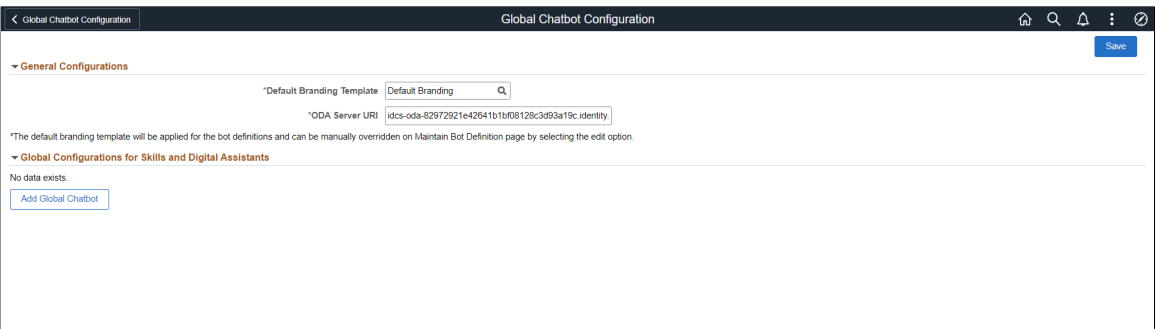 Global Chatbot Configuration
Global Chatbot Configuration
Save
General Configurations
*Default Branding Template Default Branding
*ODA Server URI idcs-oda-82972921e42641b1bf08128c3d93a19c.identity.
*The default branding template will be applied for the bot definitions and can be manually overridden on Maintain Bot Definition page by selecting the edit option.
Global Configurations for Skills and Digital Assistants
No data exists.
Add Global Chatbot